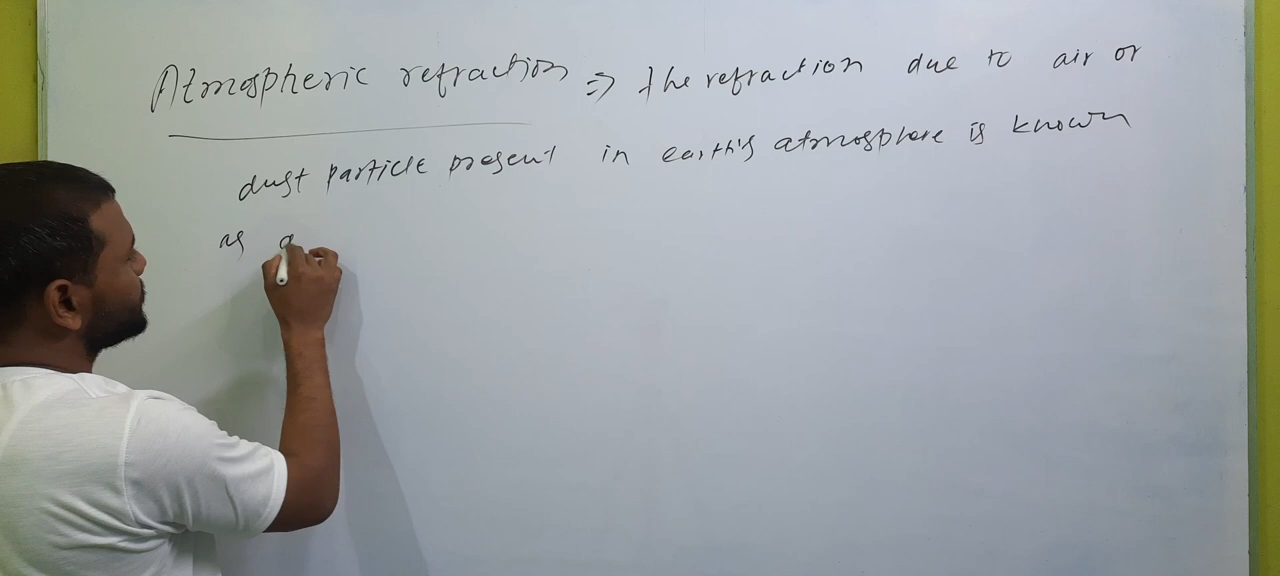 Atmospheric refraction => the refraction due to air or
dust particle present in earth's atmosphere is known
as a